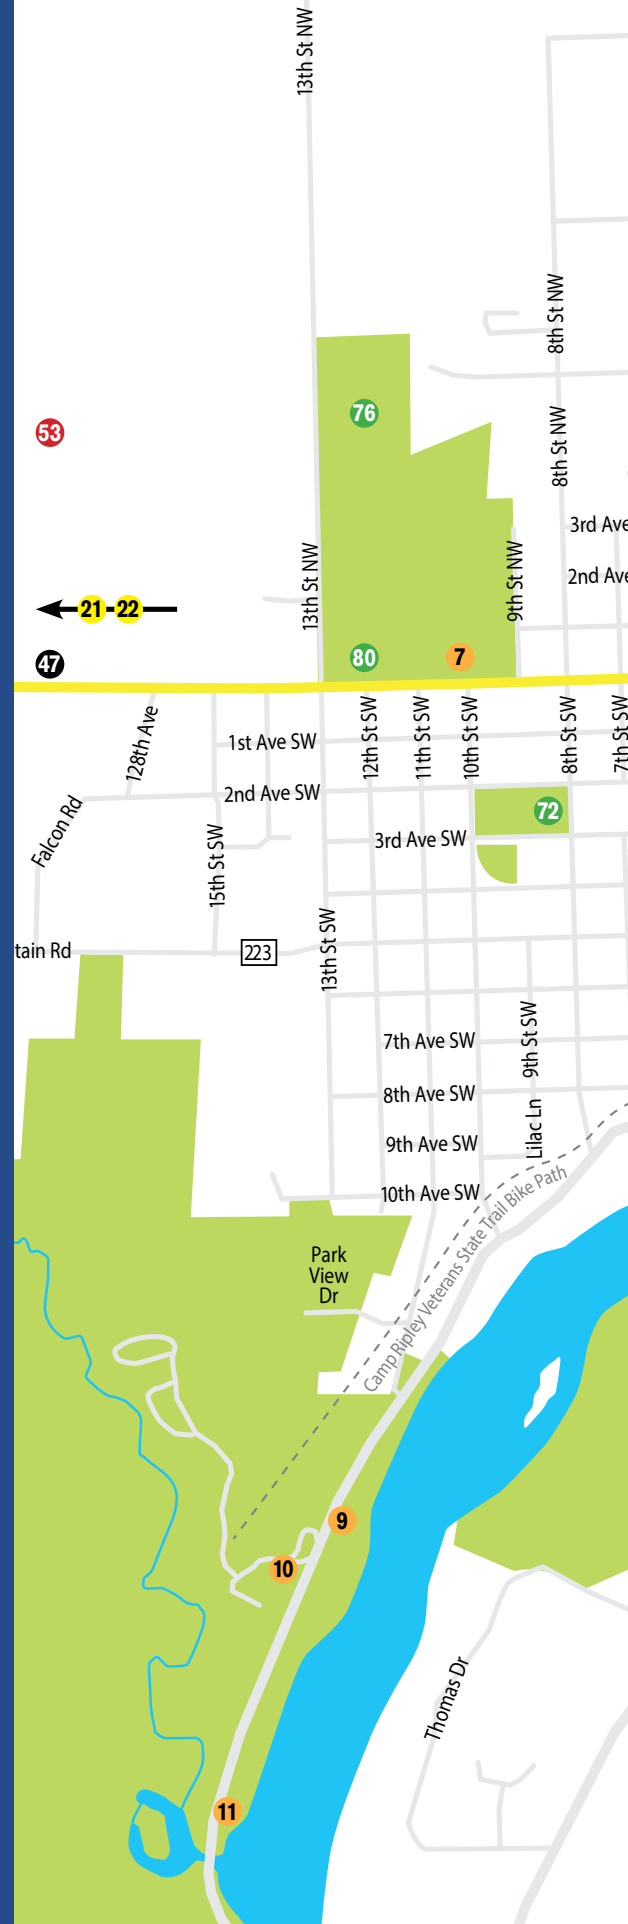 13th St NW
8th St NW
76
53
8th St NW
3rd Ave
13th St NW
9th St NW
2nd Ave
21
22
47
80
7
128th Ave
12th St SW
11th St SW
10th St SW
8th St SW
7th St SW
1st Ave SW
2nd Ave SW
72
Falcon Rd
15th St SW
3rd Ave SW
13th St SW
tain Rd
223
9th St SW
7th Ave SW
8th Ave SW
Lilac Ln
9th Ave SW
10th Ave SW
Camp Ripley Veterans State Trail Bike Path
Park
View
Dr
9
10
Thomas Dr
11